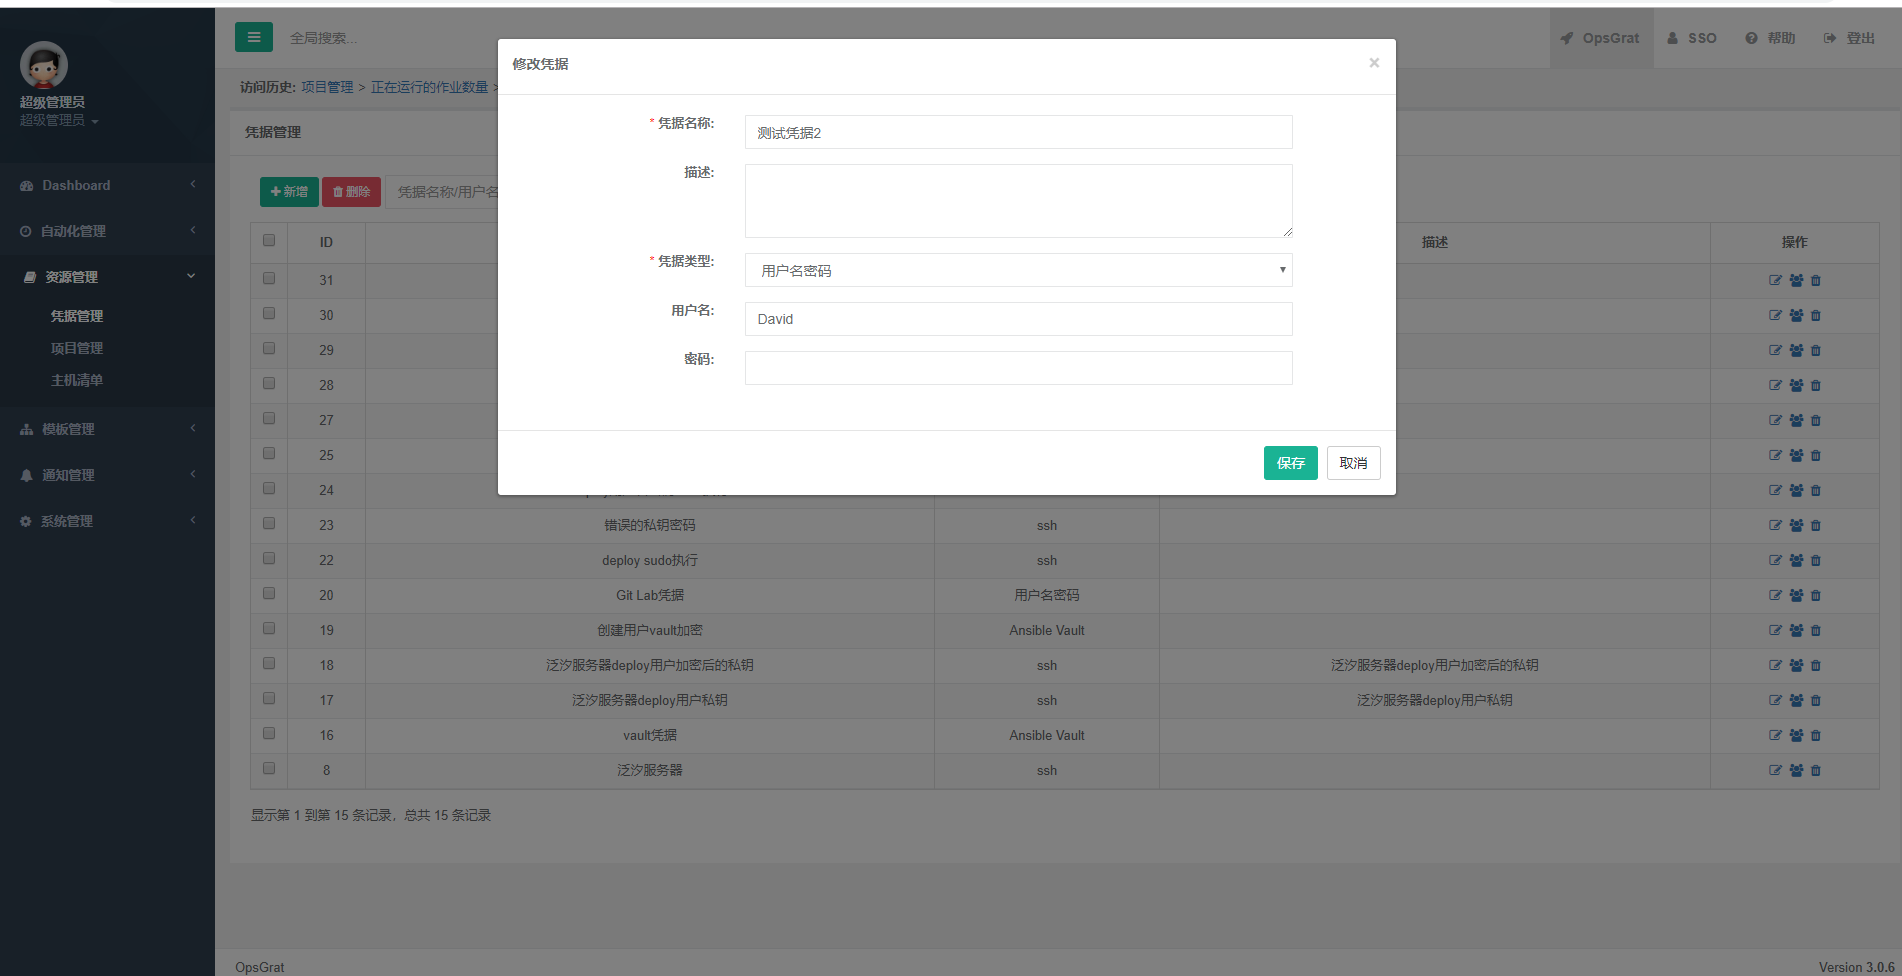 超级管理员
超级管理员
Dashboard
自动化管理
资源管理
凭据管理
项目管理
主机清单
模板管理
通知管理
系统管理
全局搜索...
OpsGrat
SSO
帮助
登出
访问历史: 项目管理 > 正在运行的作业数量 >
凭据管理
新增
删除
凭据名称/用户名
修改凭据
×
* 凭据名称:
测试凭据2
描述:
* 凭据类型:
用户名密码
用户名:
David
密码:
保存
取消
ID 描述 操作
31
30
29
28
27
25
24
23 错误的私钥密码 ssh
22 deploy sudo执行 ssh
20 Git Lab凭据 用户名密码
19 创建用户vault加密 Ansible Vault
18 泛汐服务器deploy用户加密后的私钥 ssh 泛汐服务器deploy用户加密后的私钥
17 泛汐服务器deploy用户私钥 ssh 泛汐服务器deploy用户私钥
16 vault凭据 Ansible Vault
8 泛汐服务器 ssh
显示第 1 到第 15 条记录，总共 15 条记录
OpsGrat
Version 3.0.6